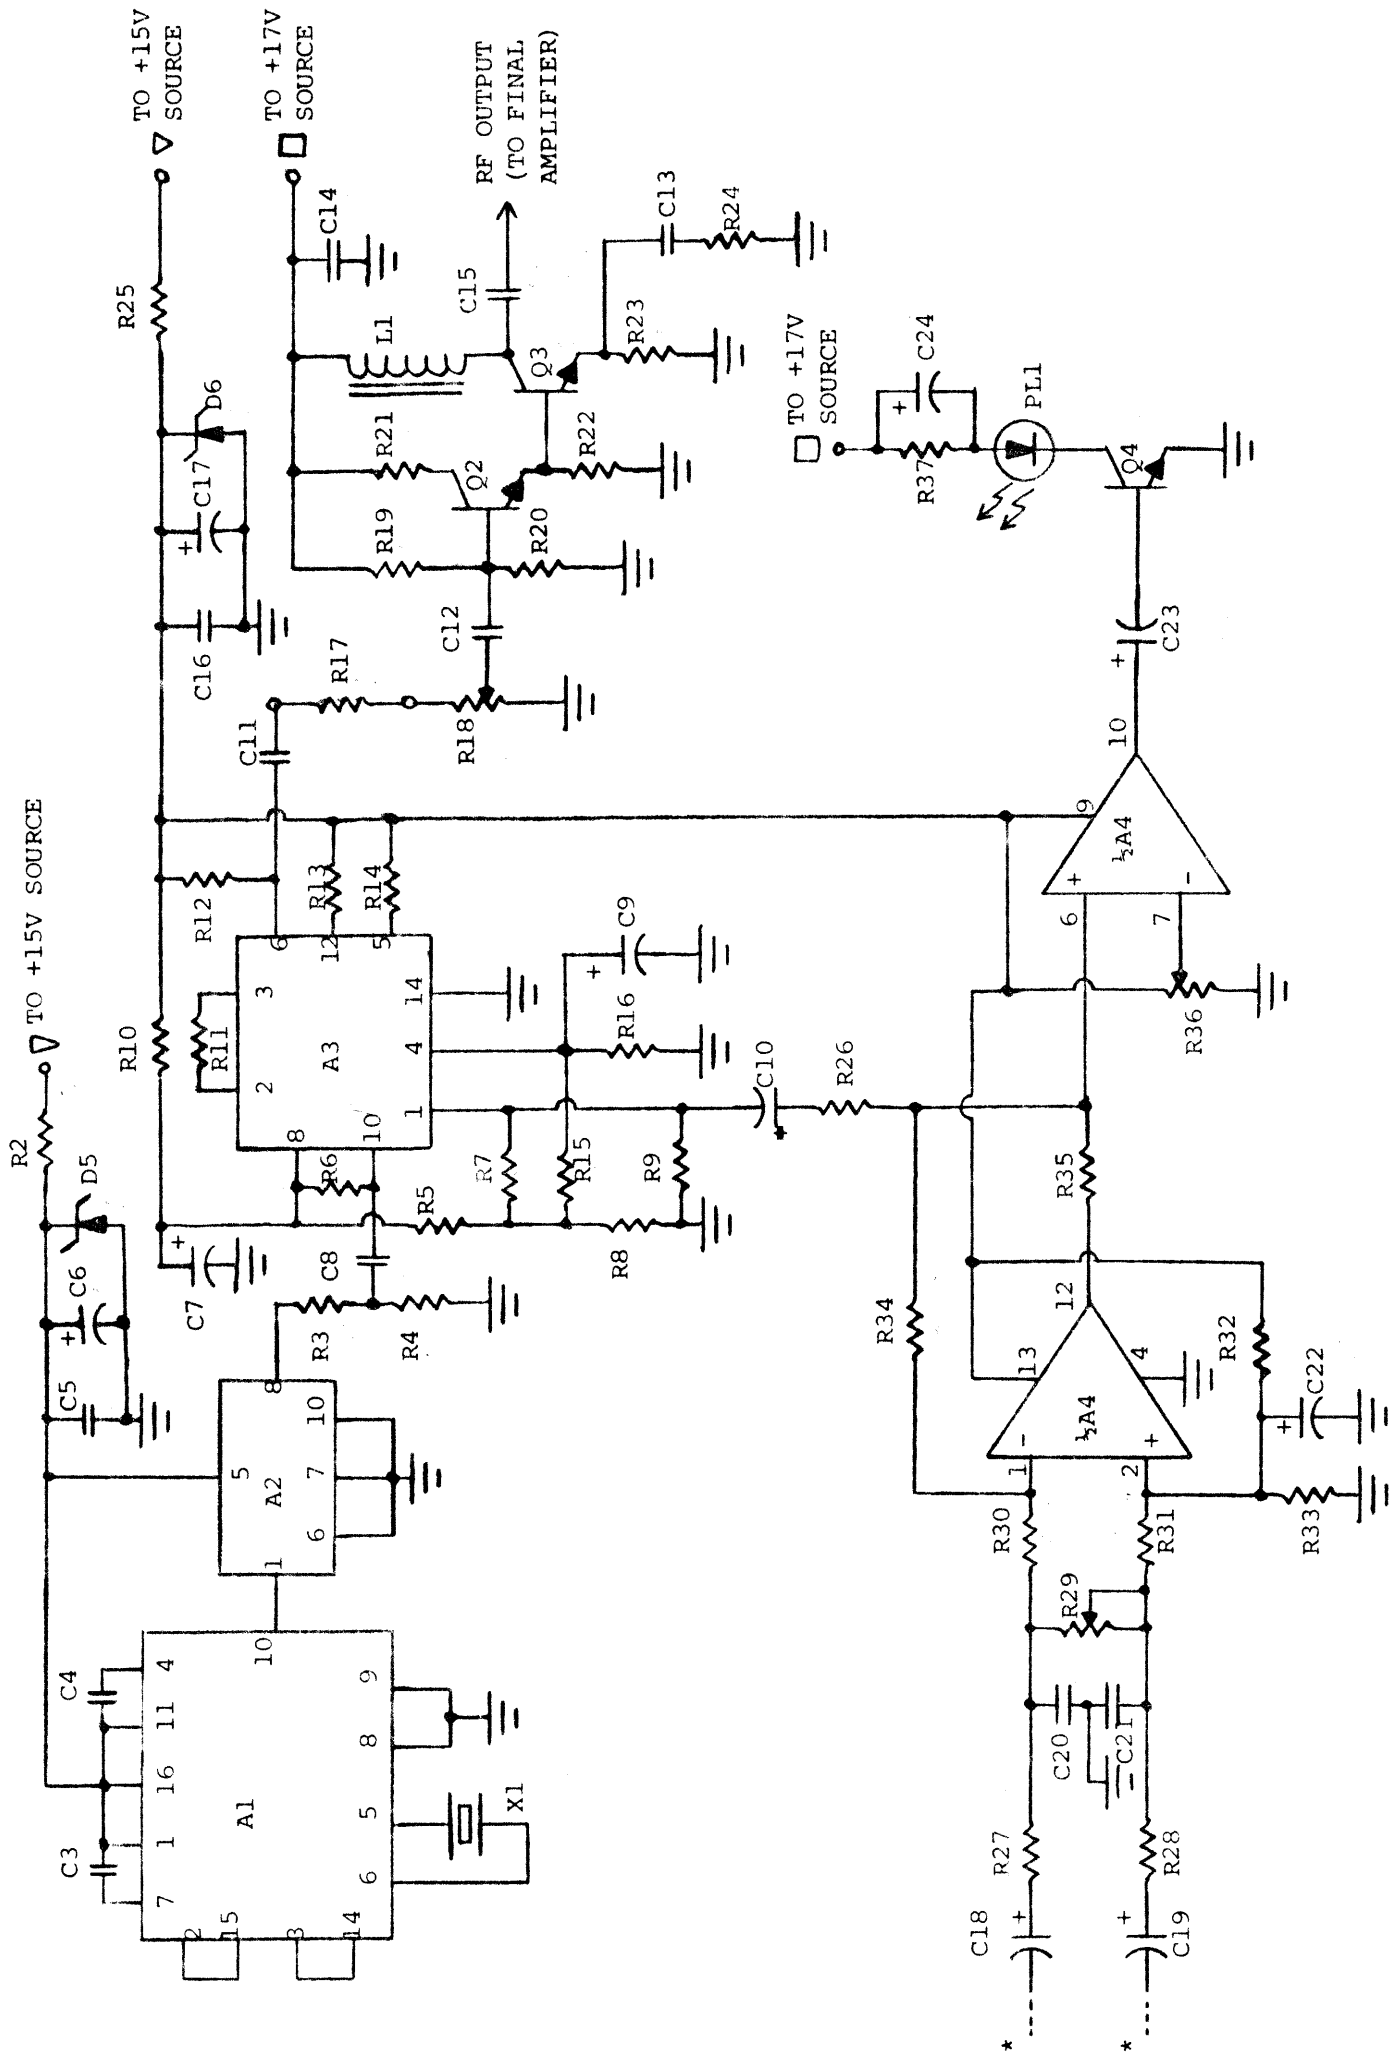 TO +15V
SOURCE
TO +17V
SOURCE
RF OUTPUT
(TO FINAL
AMPLIFIER)
TO +15V SOURCE
R2
D5
C6
C5
R25
D6
C17
C16
C14
L1
C15
Q3
C13
R24
R23
R21
Q2
R22
R19
R20
C12
R17
R18
C11
R12
R13
R14
R10
R11
3
2
6
12
5
14
4
1
8
10
A3
C9
R16
R6
R7
R15
R9
R5
R8
C10
R26
C7
+
C8
R3
R4
8
5
10
7
6
1
A2
C4
C3
4
11
16
1
7
10
9
8
5
6
2
15
3
14
A1
X1
TO +17V
SOURCE
+
C24
R37
PL1
Q4
+
C23
10
9
½A4
+
-
6
7
R36
R35
R34
12
13
4
½A4
-
+
1
2
R32
+
C22
R33
R30
R31
R29
C20
C21
R27
R28
C18
+
C19
+
*
*